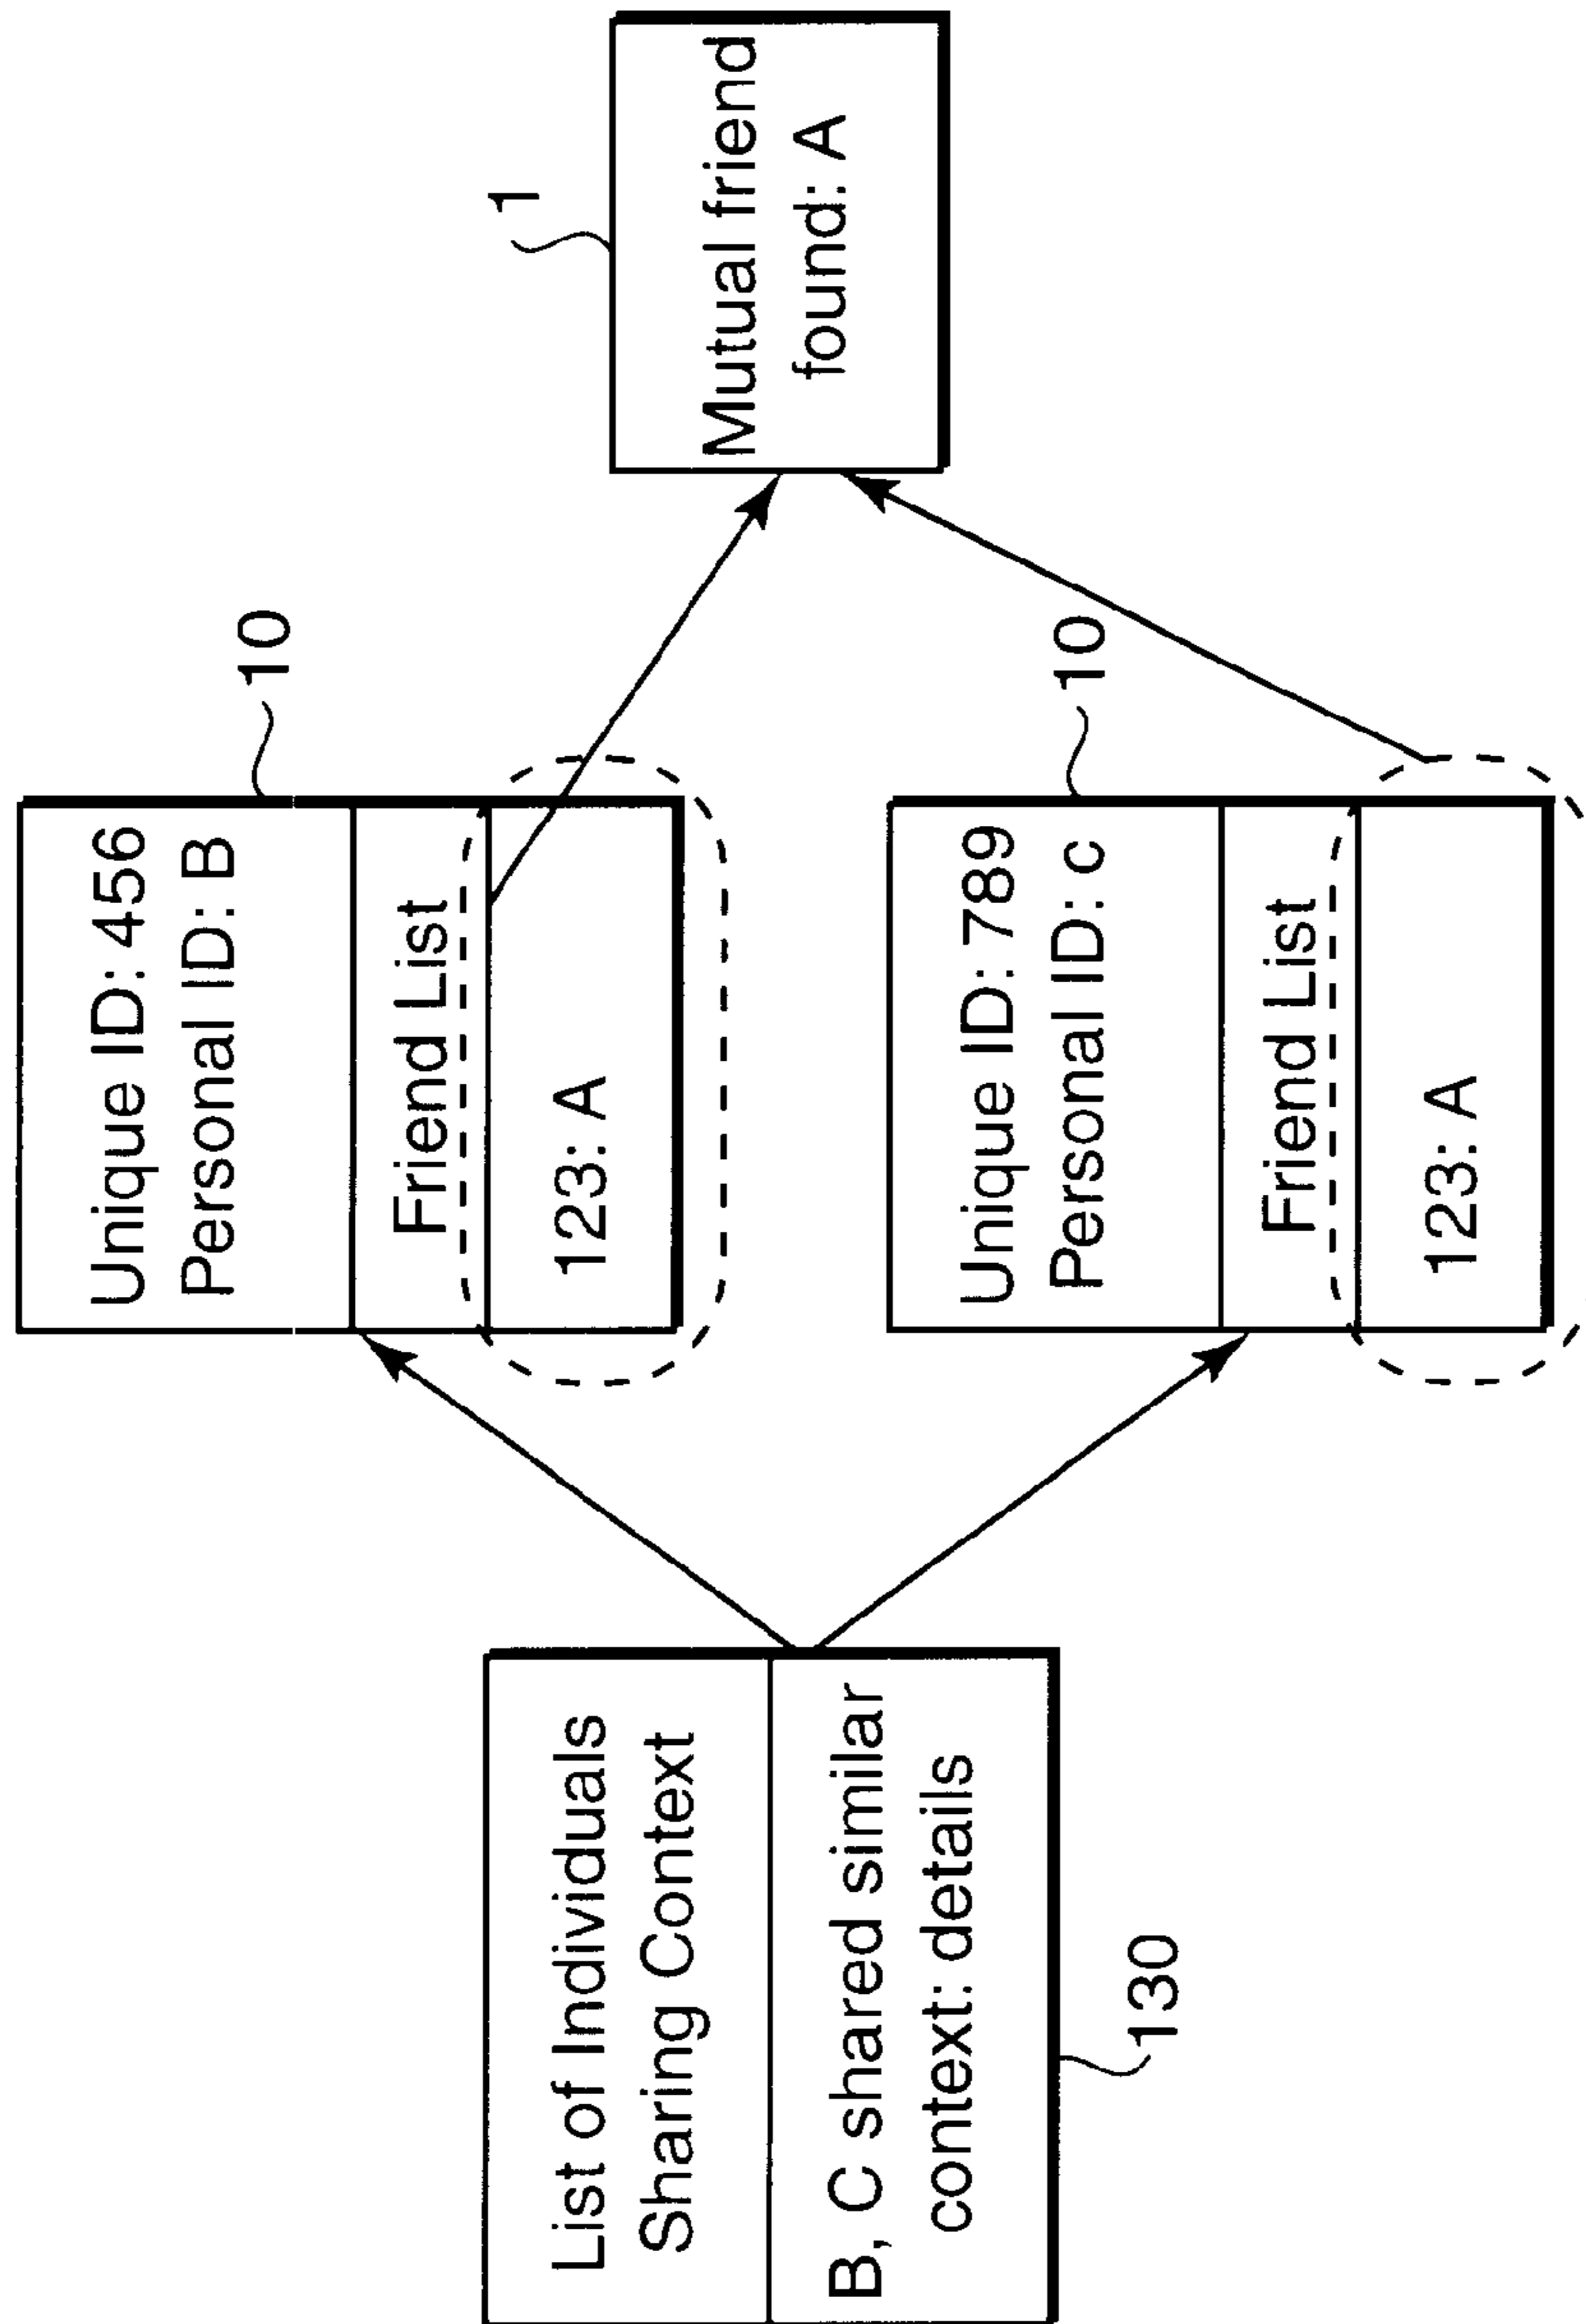 List of Individuals
Sharing Context
B, C shared similar
context: details
130
Unique ID: 456
Personal ID: B
Friend List
123: A
10
Unique ID: 789
Personal ID: c
Friend List
123: A
10
1
Mutual friend
found: A